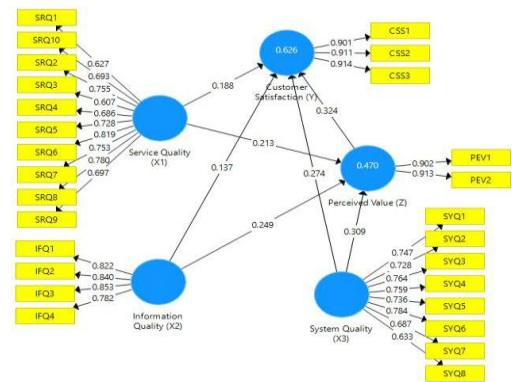 SRQ1
SRQ10
SRQ2
SRQ3
SRQ4
SRQ5
SRQ6
SRQ7
SRQ8
SRQ9
0.627
0.693
0.755
0.607
0.686
0.728
0.819
0.753
0.780
0.697
Service Quality
(X1)
0.188
0.213
0.626
Customer
Satisfaction (Y)
0.901
0.911
0.914
CSS1
CSS2
CSS3
0.324
0.137
0.274
0.470
Perceived Value (Z)
0.902
0.913
PEV1
PEV2
0.249
0.309
IFQ1
IFQ2
IFQ3
IFQ4
0.822
0.840
0.853
0.782
Information
Quality (X2)
System Quality
(X3)
0.747
0.728
0.764
0.759
0.736
0.784
0.687
0.633
SYQ1
SYQ2
SYQ3
SYQ4
SYQ5
SYQ6
SYQ7
SYQ8